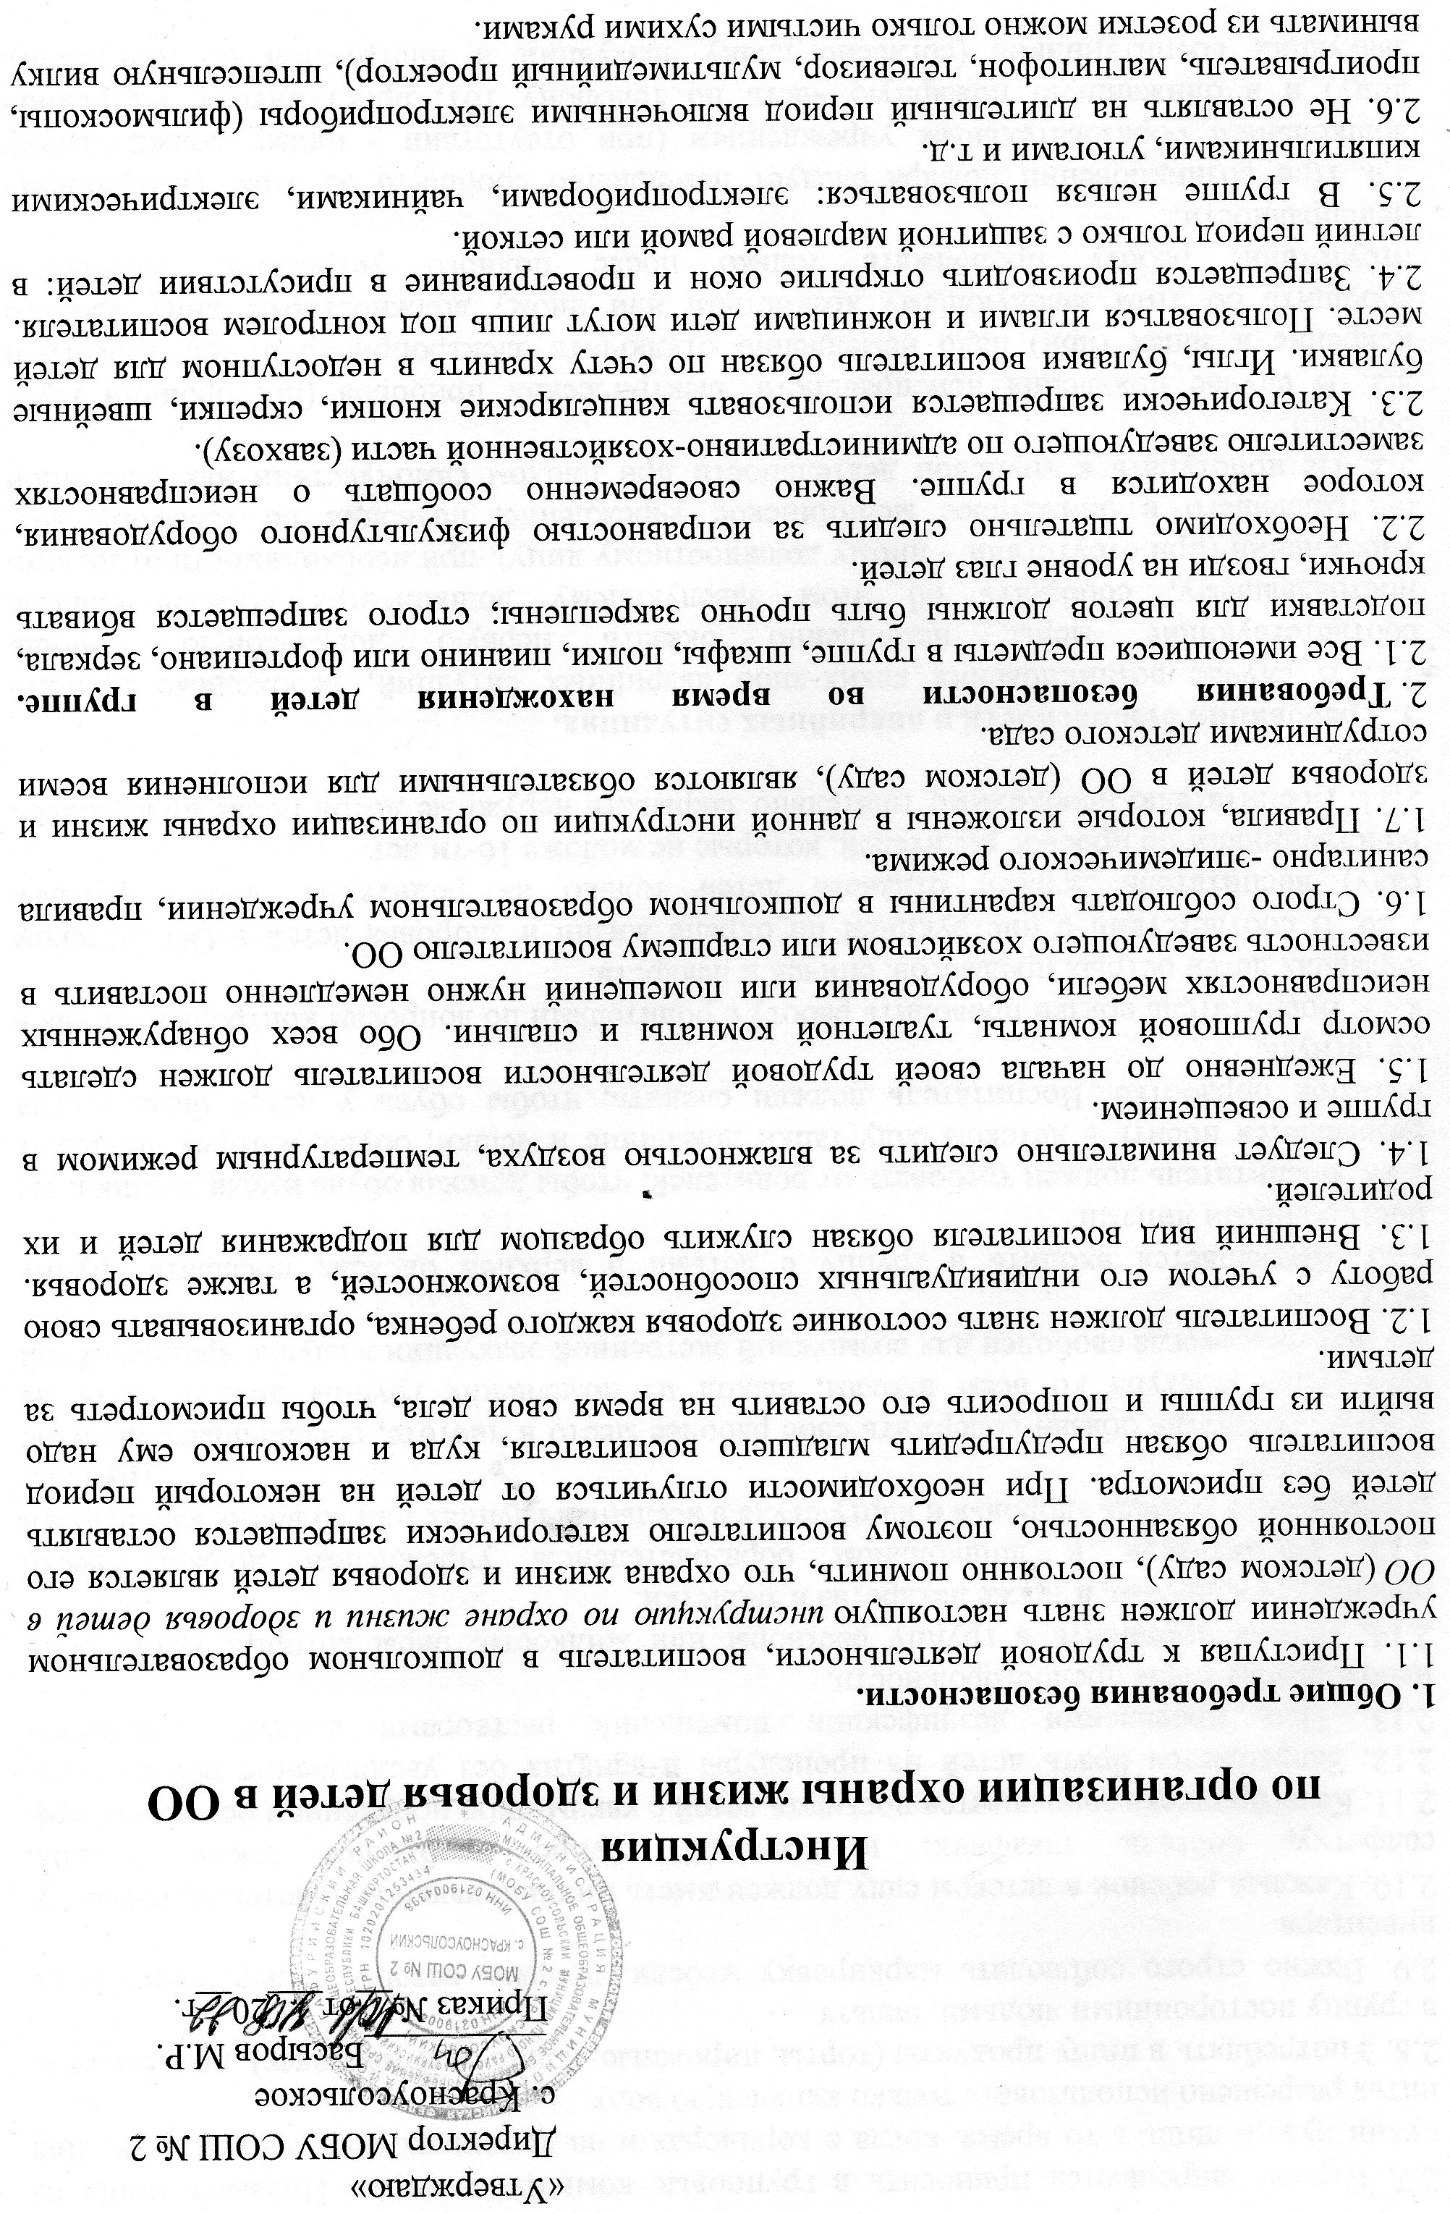 «Утверждаю»
Директор МОБУ СОШ № 2
с. Красноусольское
Басыров М.Р.
Приказ № от 20 г.
МОБУ СОШ № 2
с. КРАСНОУСОЛЬСКИЙ
Инструкция
по организации охраны жизни и здоровья детей в ОО
1. Общие требования безопасности.
1.1. Приступая к трудовой деятельности, воспитатель в дошкольном образовательном
учреждении должен знать настоящую инструкцию по охране жизни и здоровья детей в
ОО (детском саду), постоянно помнить, что охрана жизни и здоровья детей является его
постоянной обязанностью, поэтому воспитателю категорически запрещается оставлять
детей без присмотра. При необходимости отлучиться от детей на некоторый период
воспитатель обязан предупредить младшего воспитателя, куда и насколько ему надо
выйти из группы и попросить его оставить на время свои дела, чтобы присмотреть за
детьми.
1.2. Воспитатель должен знать состояние здоровья каждого ребенка, организовывать свою
работу с учетом его индивидуальных способностей, возможностей, а также здоровья.
1.3. Внешний вид воспитателя обязан служить образцом для подражания детей и их
родителей.
1.4. Следует внимательно следить за влажностью воздуха, температурным режимом в
группе и освещением.
1.5. Ежедневно до начала своей трудовой деятельности воспитатель должен сделать
осмотр групповой комнаты, туалетной комнаты и спальни. Обо всех обнаруженных
неисправностях мебели, оборудования или помещений нужно немедленно поставить в
известность заведующего хозяйством или старшему воспитателю ОО.
1.6. Строго соблюдать карантины в дошкольном образовательном учреждении, правила
санитарно -эпидемического режима.
1.7. Правила, которые изложены в данной инструкции по организации охраны жизни и
здоровья детей в ОО (детском саду), являются обязательными для исполнения всеми
сотрудниками детского сада.
2. Требования безопасности во время нахождения детей в группе.
2.1. Все имеющиеся предметы в группе, шкафы, полки, пианино или фортепиано, зеркала,
подставки для цветов должны быть прочно закреплены; строго запрещается вбивать
крючки, гвозди на уровне глаз детей.
2.2. Необходимо тщательно следить за исправностью физкультурного оборудования,
которое находится в группе. Важно своевременно сообщать о неисправностях
заместителю заведующего по административно-хозяйственной части (завхозу).
2.3. Категорически запрещается использовать канцелярские кнопки, скрепки, швейные
булавки. Иглы, булавки воспитатель обязан по счету хранить в недоступном для детей
месте. Пользоваться иглами и ножницами дети могут лишь под контролем воспитателя.
2.4. Запрещается производить открытие окон и проветривание в присутствии детей: в
летний период только с защитной марлевой рамой или сеткой.
2.5. В группе нельзя пользоваться: электроприборами, чайниками, электрическими
кипятильниками, утюгами и т.д.
2.6. Не оставлять на длительный период включенными электроприборы (фильмоскопы,
проигрыватель, магнитофон, телевизор, мультимедийный проектор), штепсельную вилку
вынимать из розетки можно только чистыми сухими руками.